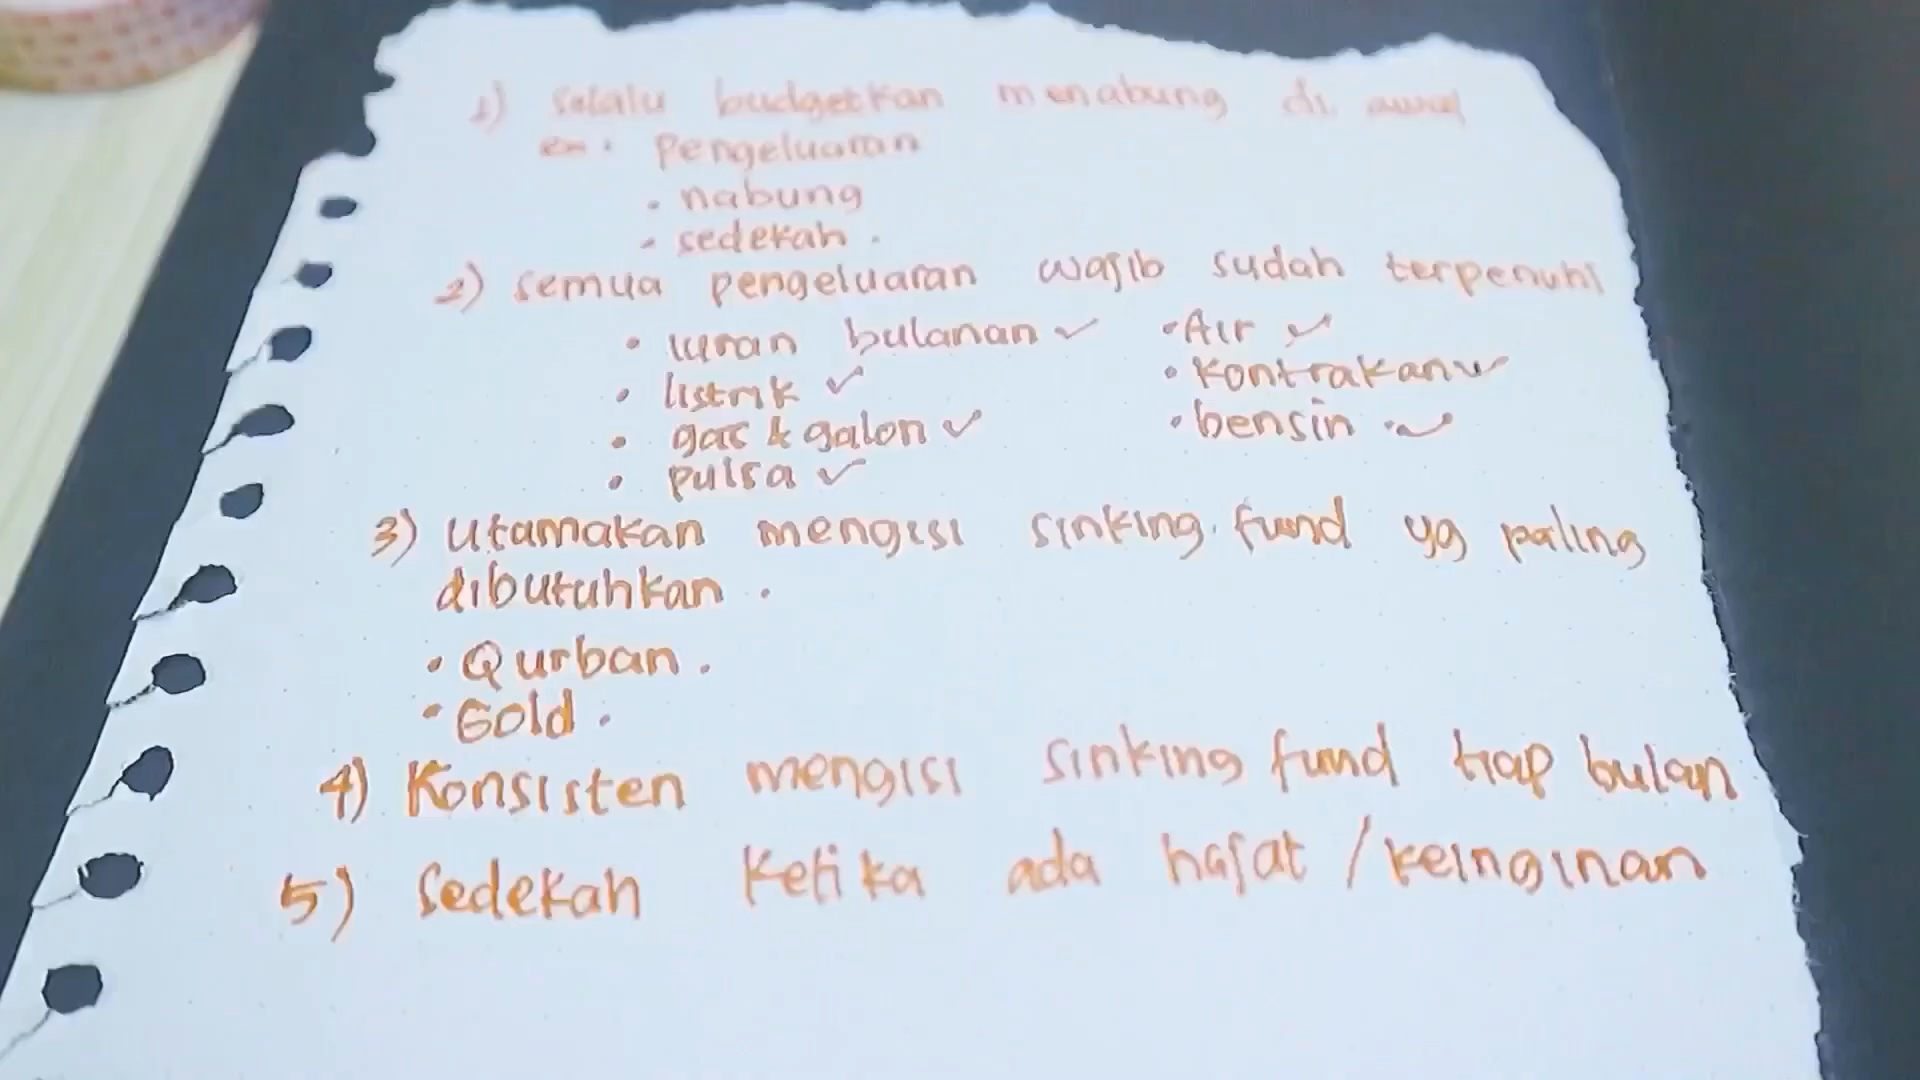 1) Selalu budgetkan menabung di awal
ex: Pengeluaran
• nabung
• sedekah.
2) semua pengeluaran wajib sudah terpenuhi
• iuran bulanan ✓ • Air ✓
• listrik ✓ • Kontrakan ✓
• gas & galon ✓ • bensin ✓
• pulsa ✓
3) Utamakan mengisi sinking fund yg paling
dibutuhkan.
• Qurban.
• Gold.
4) Konsisten mengisi sinking fund tiap bulan
5) Sedekah Ketika ada hajat / keinginan